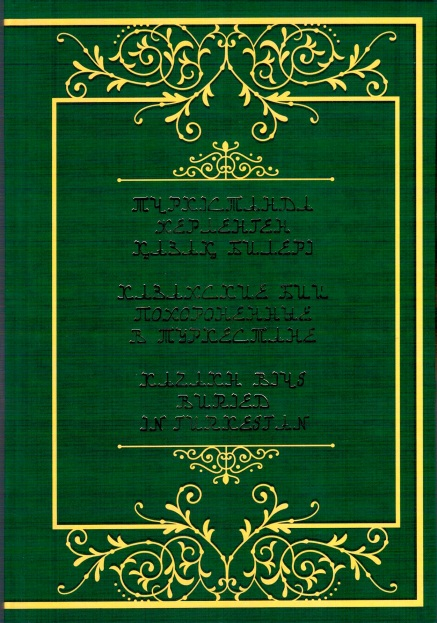 ТҮРКІСТАНДА
ЖЕРЛЕНГЕН
ҚАЗАҚ БИЛЕРІ
КАЗАХСКИЕ БИИ
ПОХОРОНЕННЫЕ
В ТУРКЕСТАНЕ
KAZAKH BIYS
BURIED
IN TURKESTAN